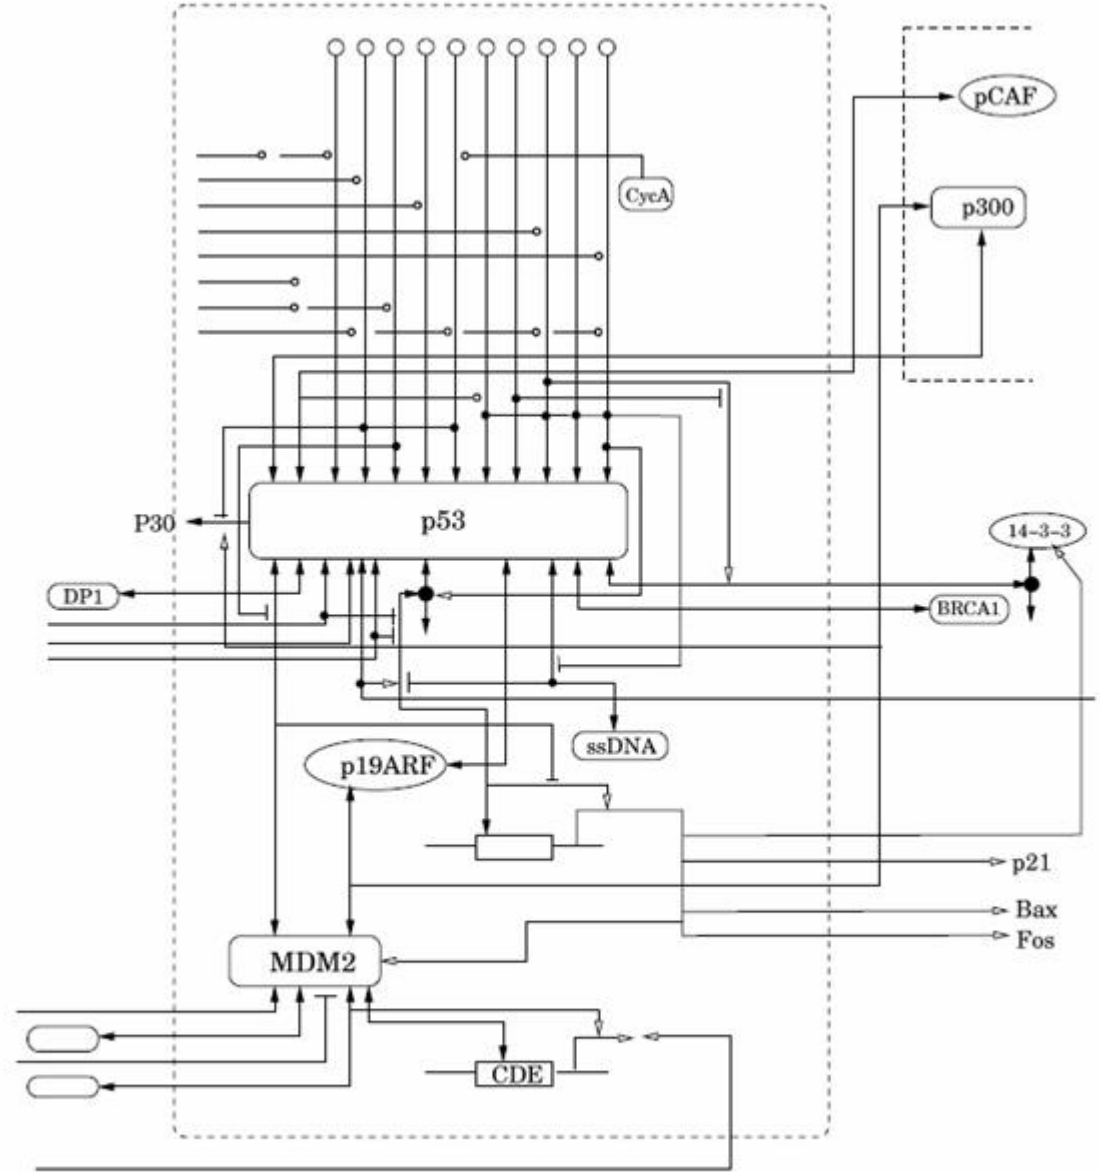 pCAF
CycA
p300
P30
p53
14-3-3
DP1
BRCA1
ssDNA
p19ARF
p21
Bax
Fos
MDM2
CDE